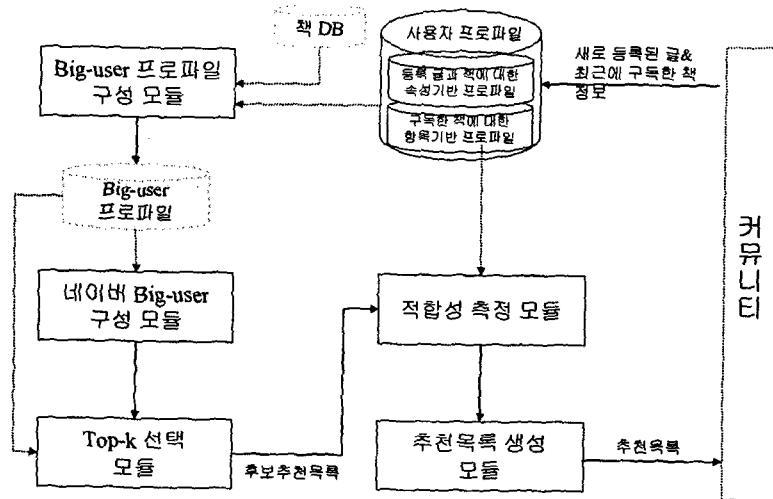 책 DB
사용자 프로파일
등록 글과 책에 대한
속성기반 프로파일
구독한 책에 대한
항목기반 프로파일
새로 등록된 글&
최근에 구독한 책
정보
Big-user 프로파일
구성 모듈
Big-user
프로파일
네이버 Big-user
구성 모듈
적합성 측정 모듈
커뮤니티
Top-k 선택
모듈
후보추천목록
추천목록 생성
모듈
추천목록